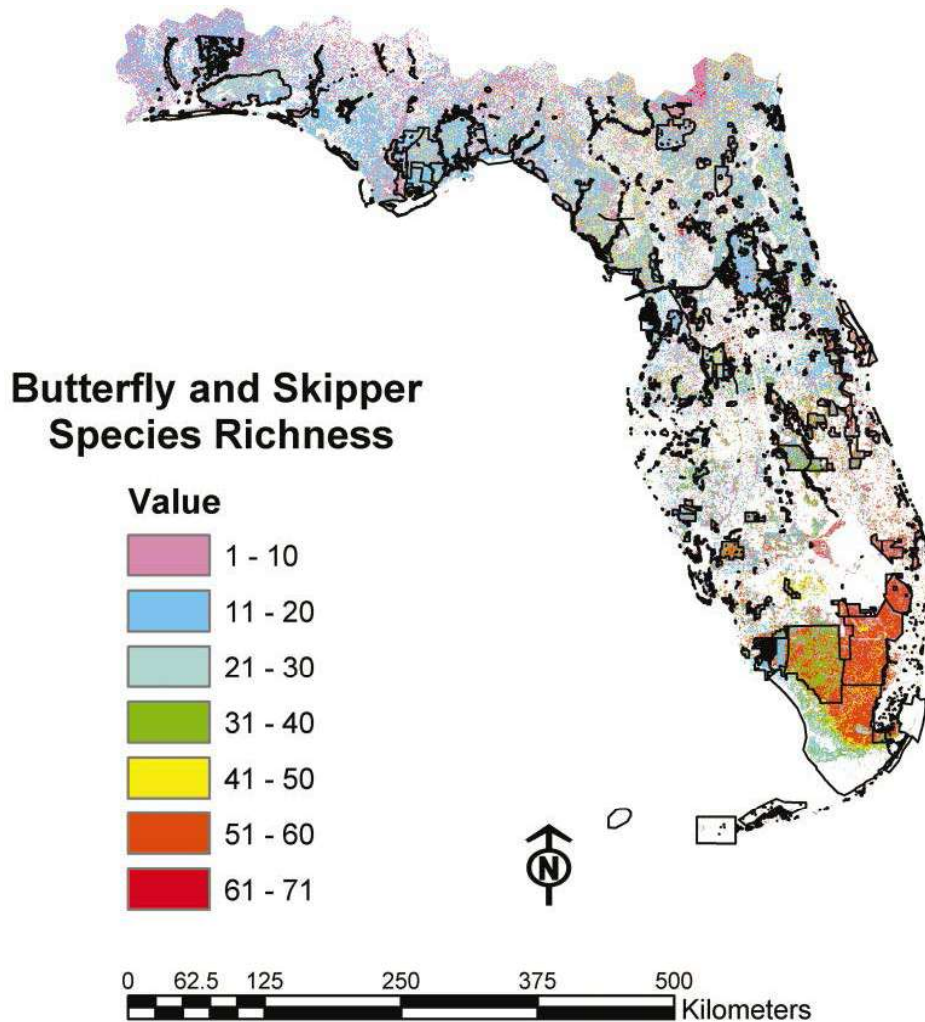 Butterfly and Skipper
Species Richness
Value
1 - 10
11 - 20
21 - 30
31 - 40
41 - 50
51 - 60
61 - 71
N
0 62.5 125 250 375 500
Kilometers